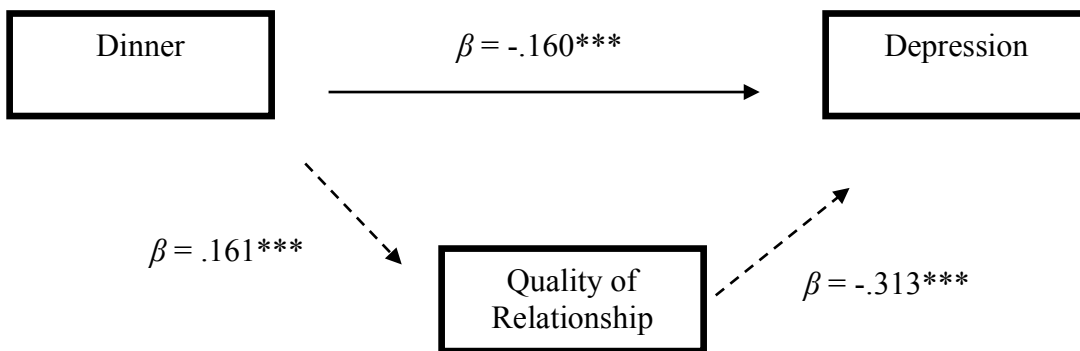 Dinner
β = -.160***
Depression
β = .161***
Quality of
Relationship
β = -.313***